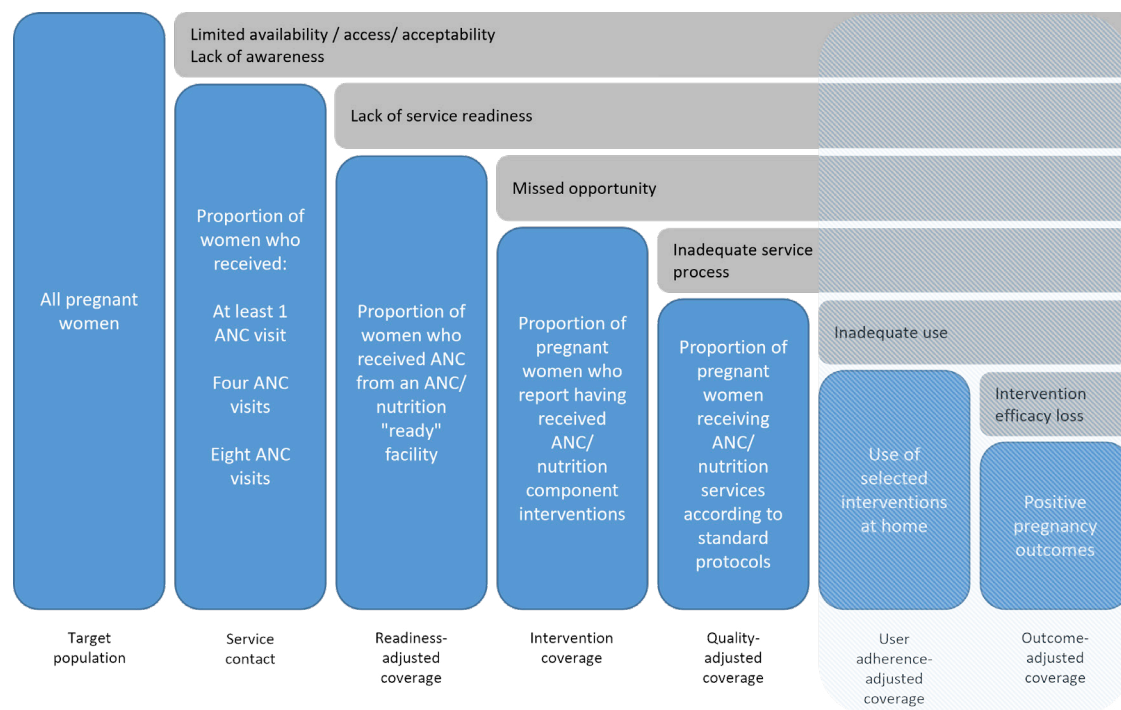 Limited availability / access/ acceptability
Lack of awareness
Lack of service readiness
Missed opportunity
Inadequate service
process
Inadequate use
Intervention
efficacy loss
All pregnant
women
Proportion of
women who
received:
At least 1
ANC visit
Four ANC
visits
Eight ANC
visits
Proportion of
women who
received ANC
from an ANC/
nutrition
"ready"
facility
Proportion of
pregnant
women who
report having
received
ANC/
nutrition
component
interventions
Proportion of
pregnant
women
receiving
ANC/
nutrition
services
according to
standard
protocols
Use of
selected
interventions
at home
Positive
pregnancy
outcomes
Target
population
Service
contact
Readiness-
adjusted
coverage
Intervention
coverage
Quality-
adjusted
coverage
User
adherence-
adjusted
coverage
Outcome-
adjusted
coverage